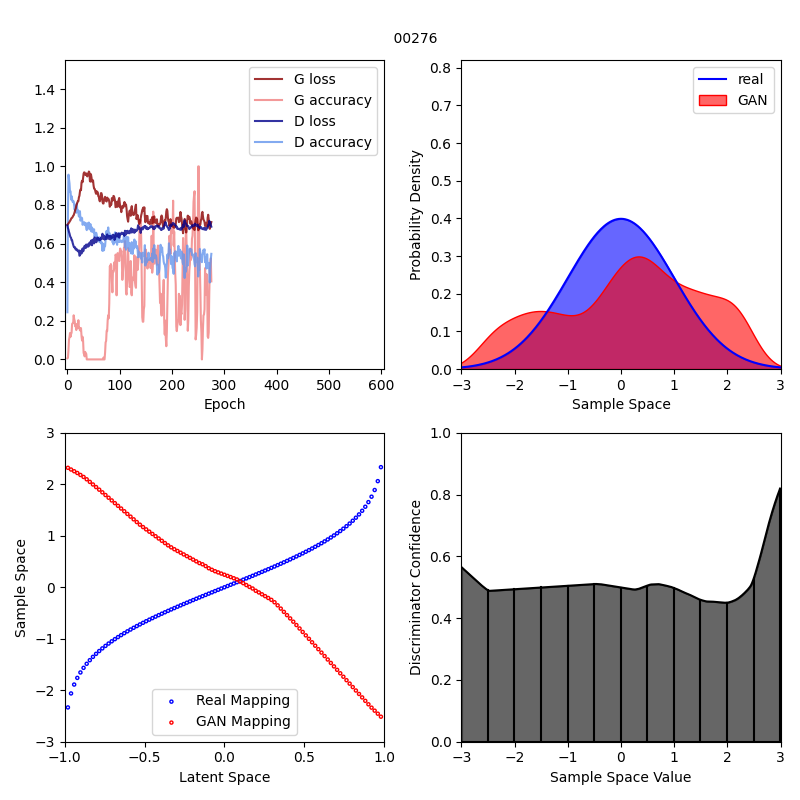 00276
G loss
G accuracy
D loss
D accuracy
1.4
1.2
1.0
0.8
0.6
0.4
0.2
0.0
0 100 200 300 400 500 600
Epoch
real
GAN
Probability Density
0.8
0.7
0.6
0.5
0.4
0.3
0.2
0.1
0.0
−3 −2 −1 0 1 2 3
Sample Space
Sample Space
3
2
1
0
−1
−2
−3
Real Mapping
GAN Mapping
−1.0 −0.5 0.0 0.5 1.0
Latent Space
Discriminator Confidence
1.0
0.8
0.6
0.4
0.2
0.0
−3 −2 −1 0 1 2 3
Sample Space Value